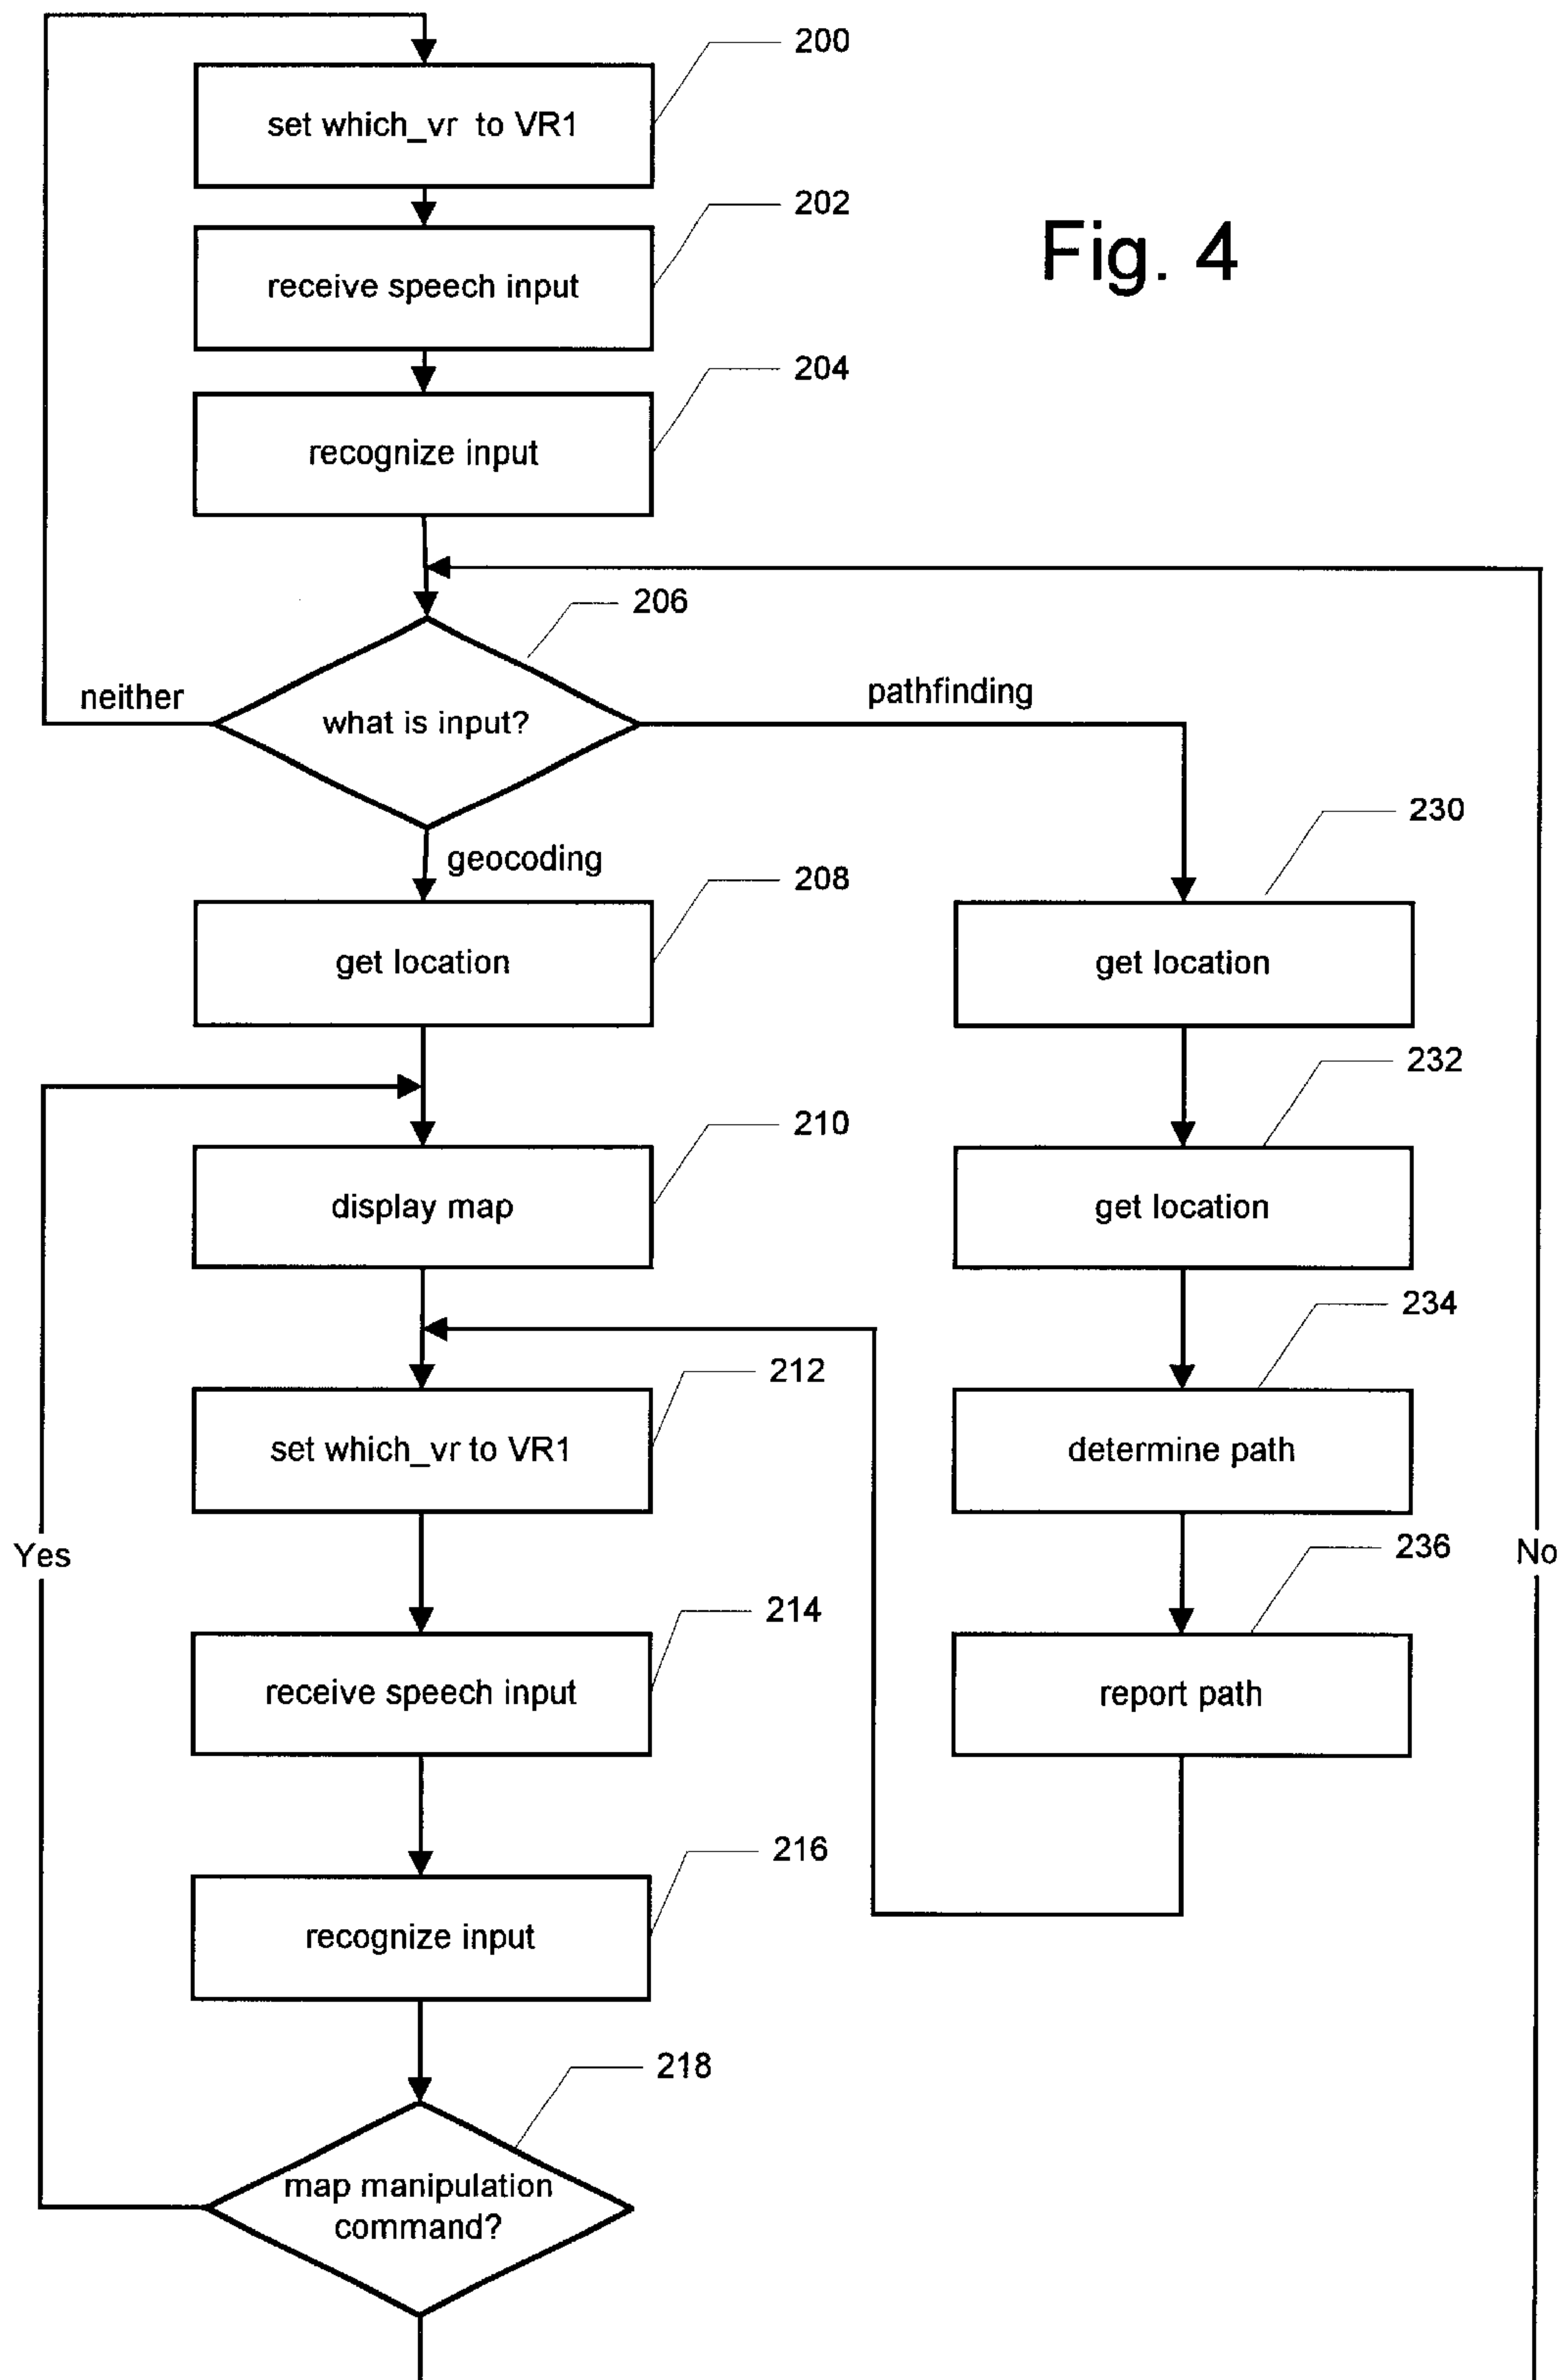 200
set which_vr to VR1
202
Fig. 4
receive speech input
204
recognize input
206
neither
what is input?
pathfinding
geocoding
208
230
get location
get location
232
210
display map
get location
234
212
set which_vr to VR1
determine path
236
Yes
No
214
receive speech input
report path
216
recognize input
218
map manipulation
command?